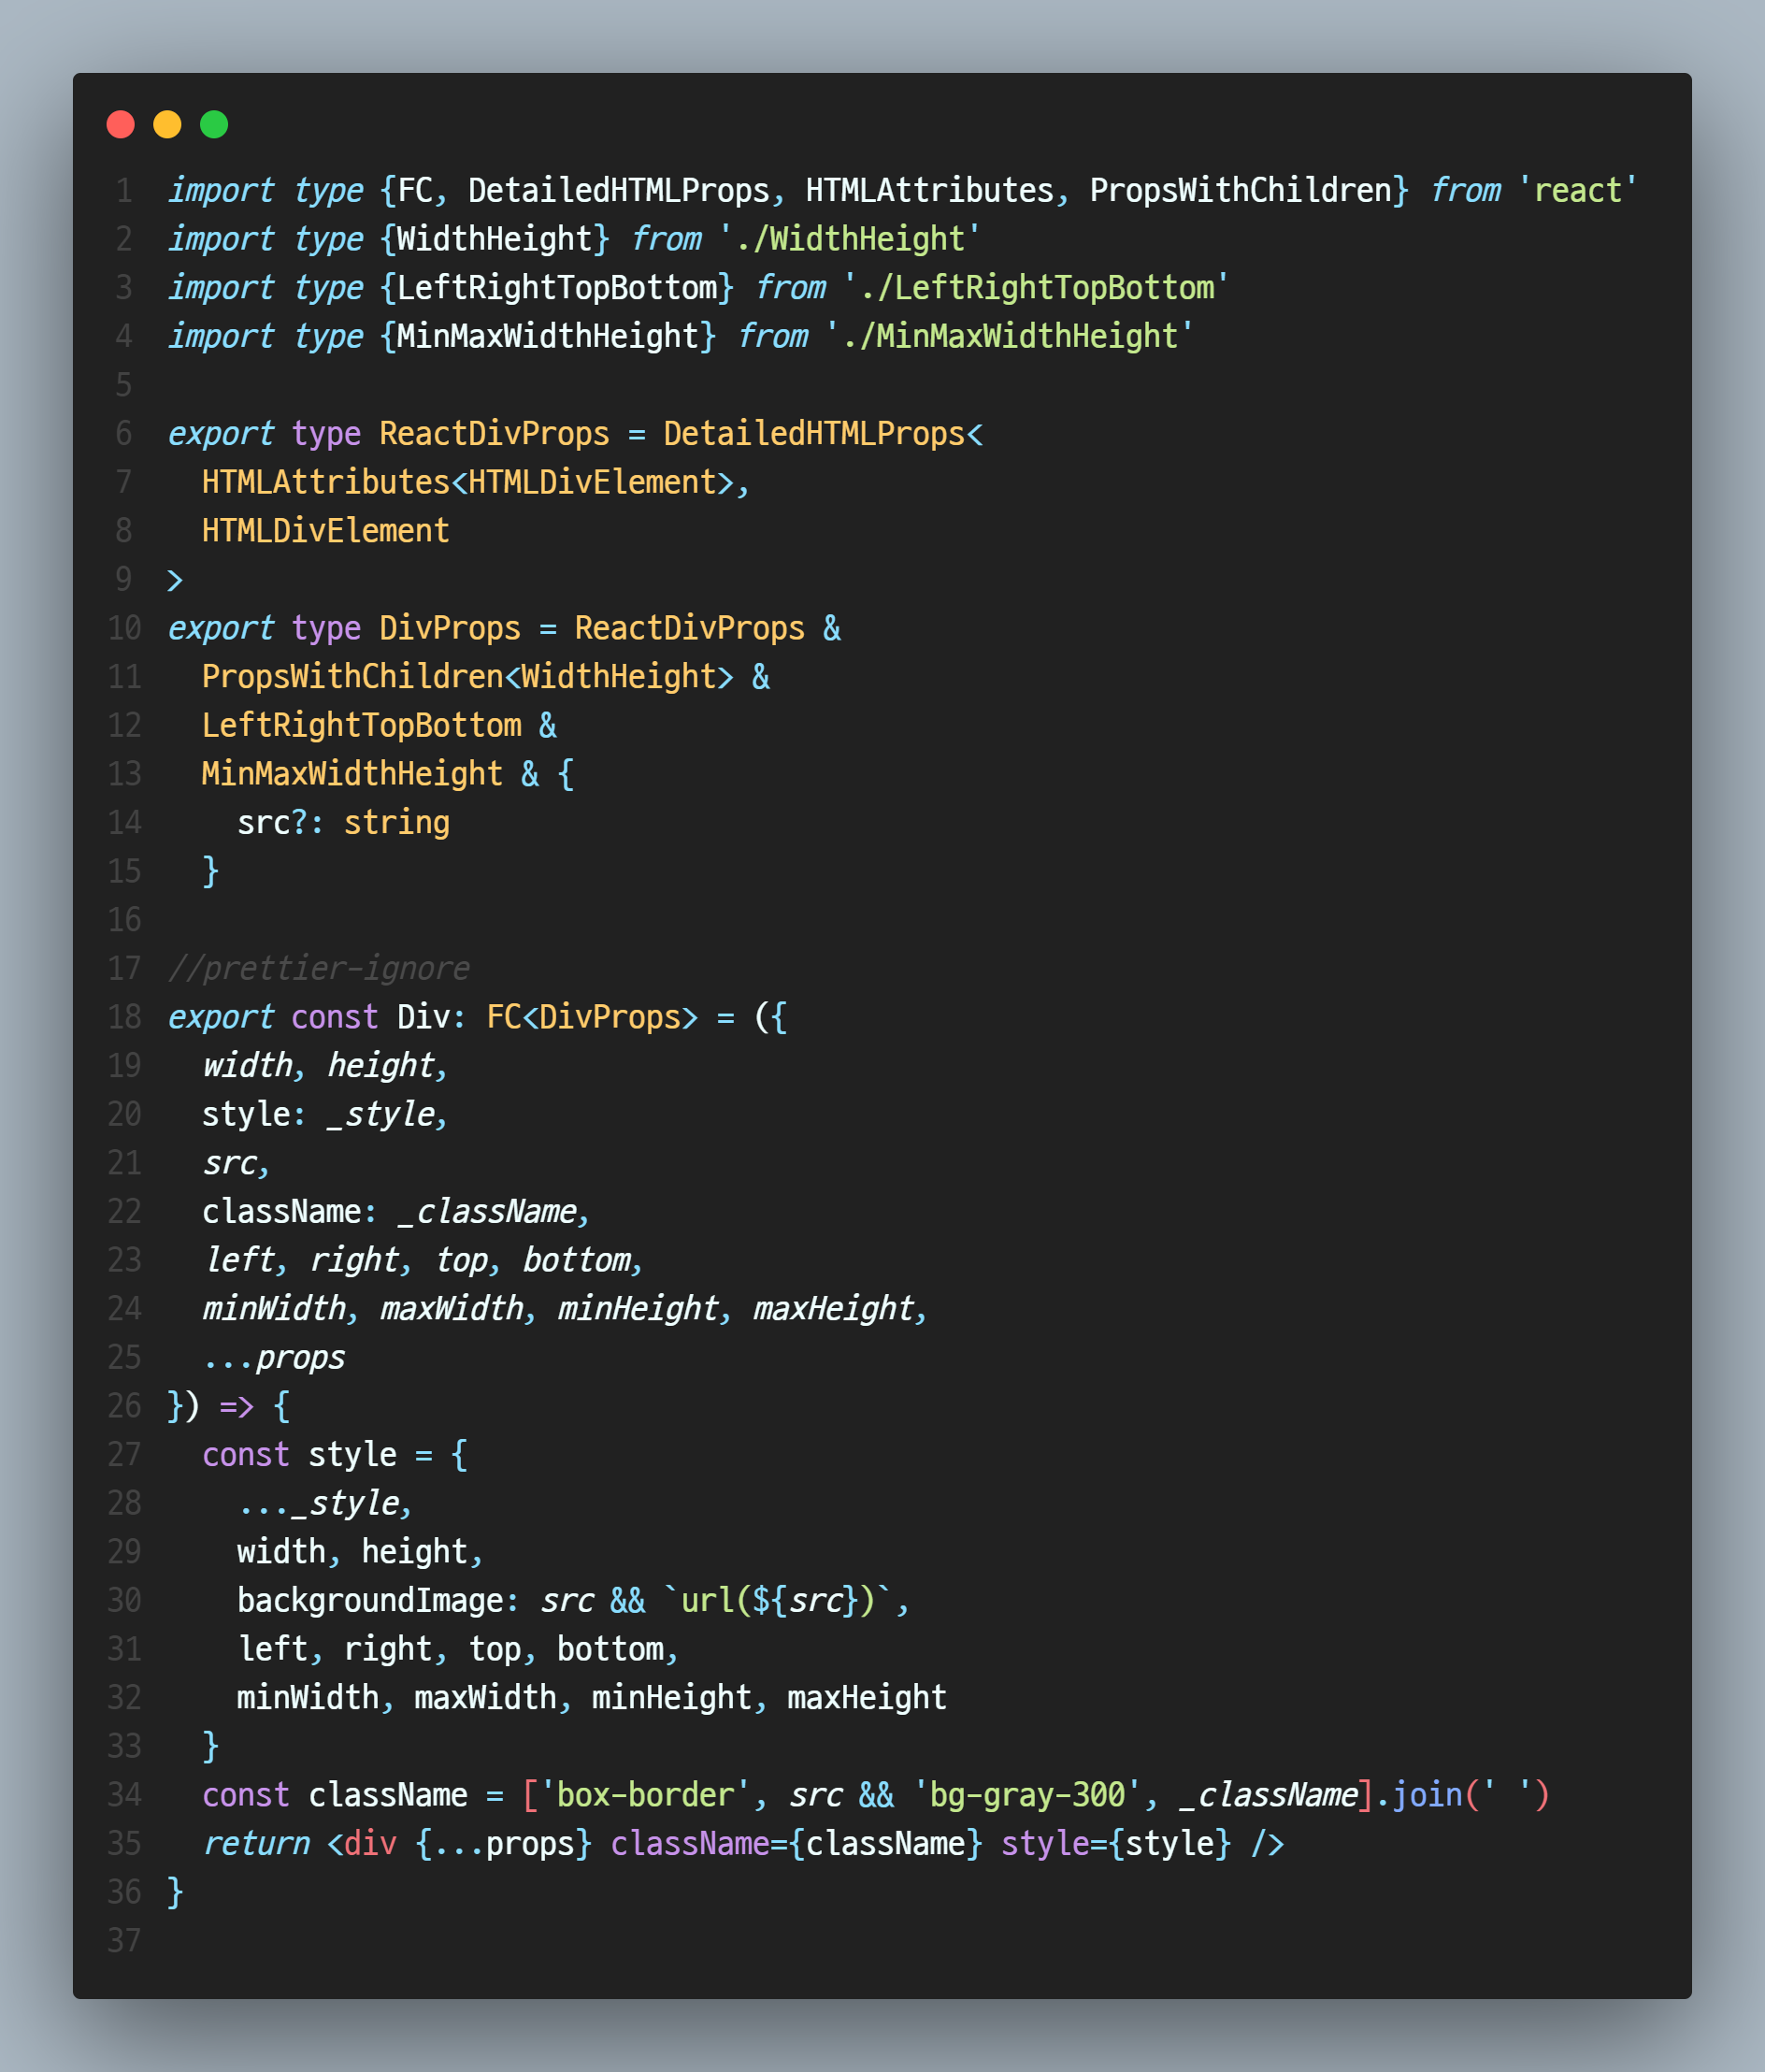 1 import type {FC, DetailedHTMLProps, HTMLAttributes, PropsWithChildren} from 'react'
2 import type {WidthHeight} from './WidthHeight'
3 import type {LeftRightTopBottom} from './LeftRightTopBottom'
4 import type {MinMaxWidthHeight} from './MinMaxWidthHeight'
5
6 export type ReactDivProps = DetailedHTMLProps<
7   HTMLAttributes<HTMLDivElement>,
8   HTMLDivElement
9 >
10 export type DivProps = ReactDivProps &
11   PropsWithChildren<WidthHeight> &
12   LeftRightTopBottom &
13   MinMaxWidthHeight & {
14     src?: string
15   }
16
17 //prettier-ignore
18 export const Div: FC<DivProps> = ({
19   width, height,
20   style: _style,
21   src,
22   className: _className,
23   left, right, top, bottom,
24   minWidth, maxWidth, minHeight, maxHeight,
25   ...props
26 }) => {
27   const style = {
28     ..._style,
29     width, height,
30     backgroundImage: src && `url(${src})`,
31     left, right, top, bottom,
32     minWidth, maxWidth, minHeight, maxHeight
33   }
34   const className = ['box-border', src && 'bg-gray-300', _className].join(' ')
35   return <div {...props} className={className} style={style} />
36 }
37